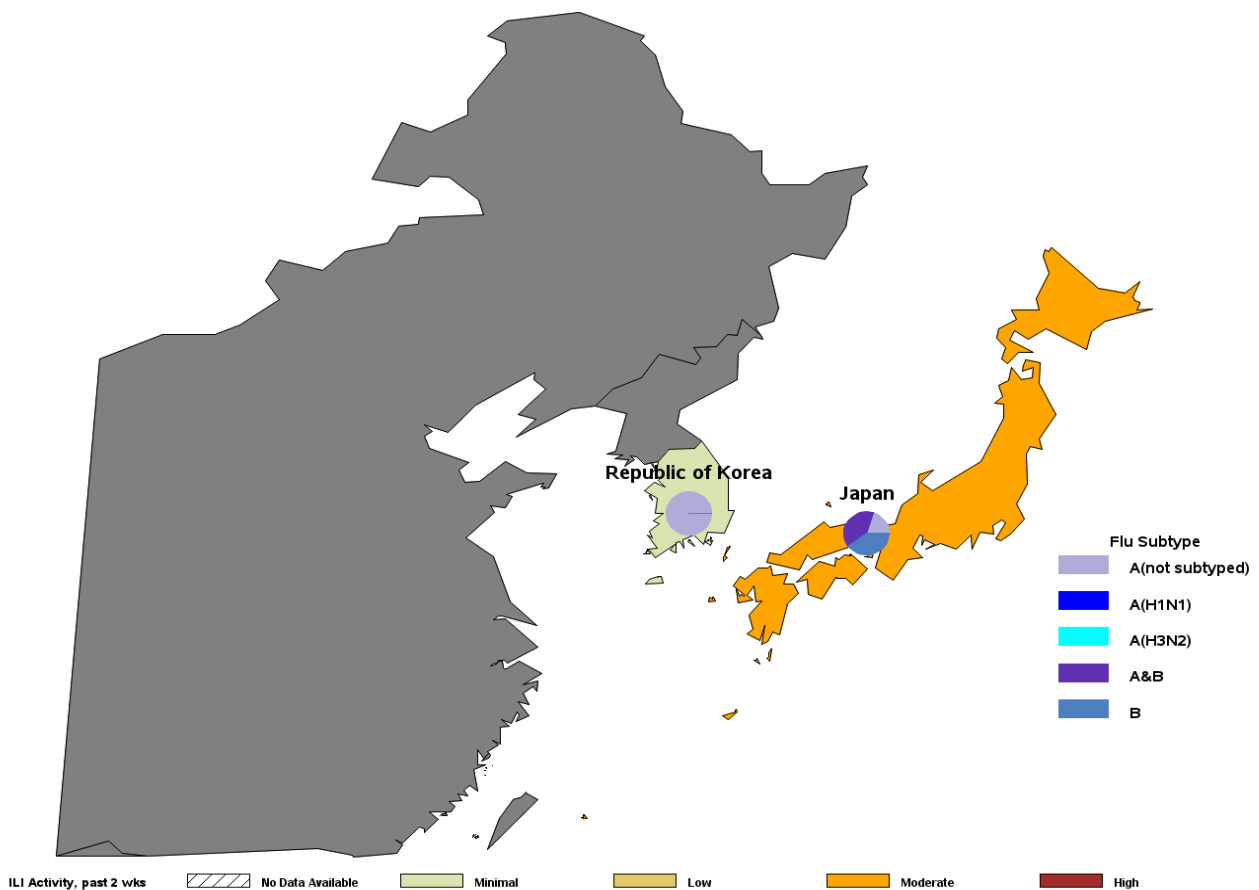 Republic of Korea
Japan
Flu Subtype
A(not subtyped)
A(H1N1)
A(H3N2)
A&B
B
ILI Activity, past 2 wks No Data Available Minimal Low Moderate High